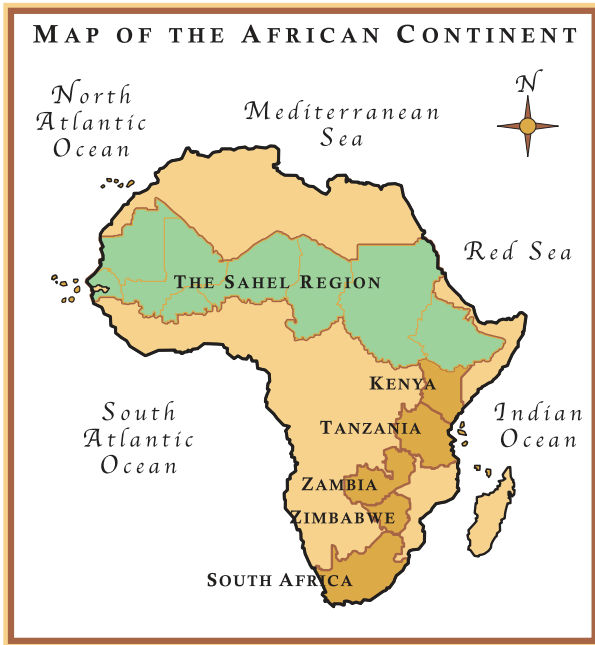 MAP OF THE AFRICAN CONTINENT
N
North
Atlantic
Ocean
Mediterranean
Sea
Red Sea
THE SAHEL REGION
KENYA
TANZANIA
South
Atlantic
Ocean
Indian
Ocean
ZAMBIA
ZIMBABWE
SOUTH AFRICA